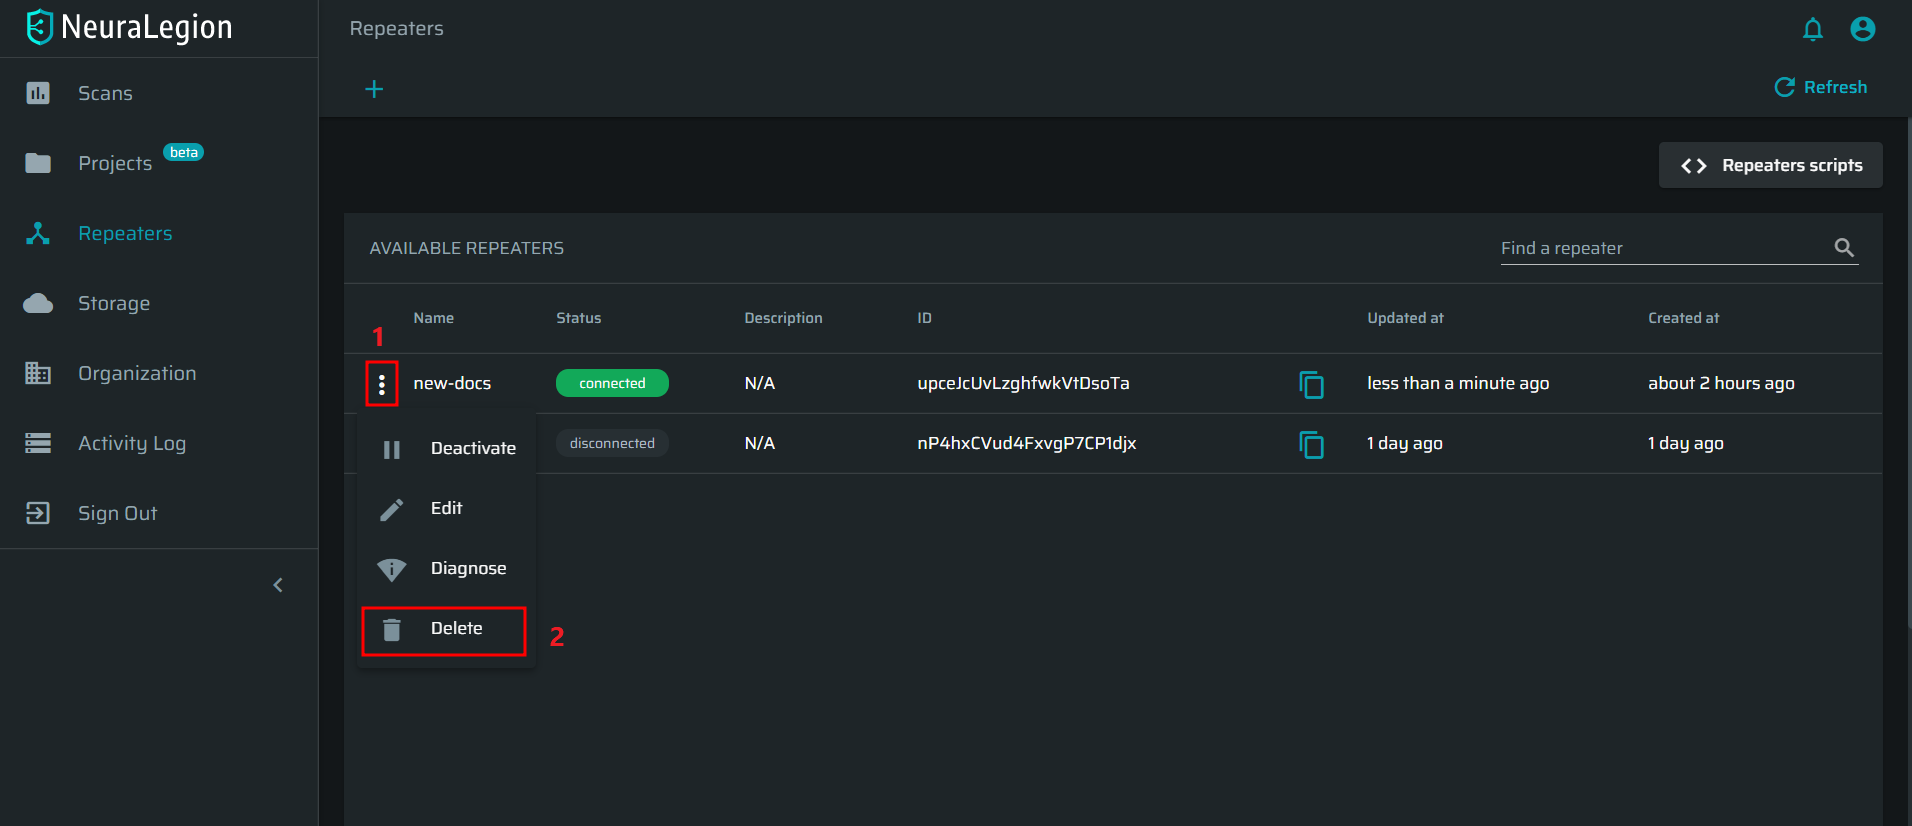 NeuraLegion
Scans
Projects beta
Repeaters
Storage
Organization
Activity Log
Sign Out
Repeaters
Refresh
Repeaters scripts
AVAILABLE REPEATERS
Find a repeater
Name Status Description ID Updated at Created at
1
new-docs connected N/A upceJcUvLzghfwkVtDsoTa less than a minute ago about 2 hours ago
disconnected N/A nP4hxCVud4FxvgP7CP1djx 1 day ago 1 day ago
Deactivate
Edit
Diagnose
Delete
2